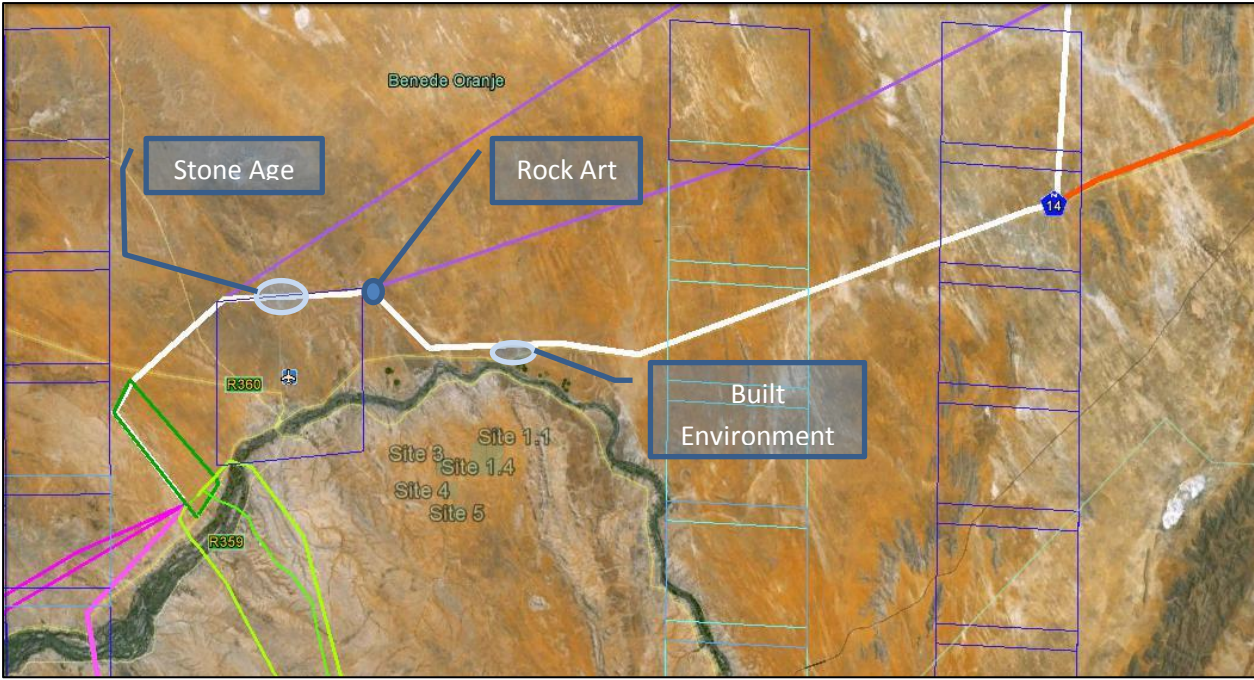 Benede Oranje
Stone Age
Rock Art
N
14
R360
Built
Environment
Site 1.1
Site 3
Site 1.4
Site 4
Site 5
R359